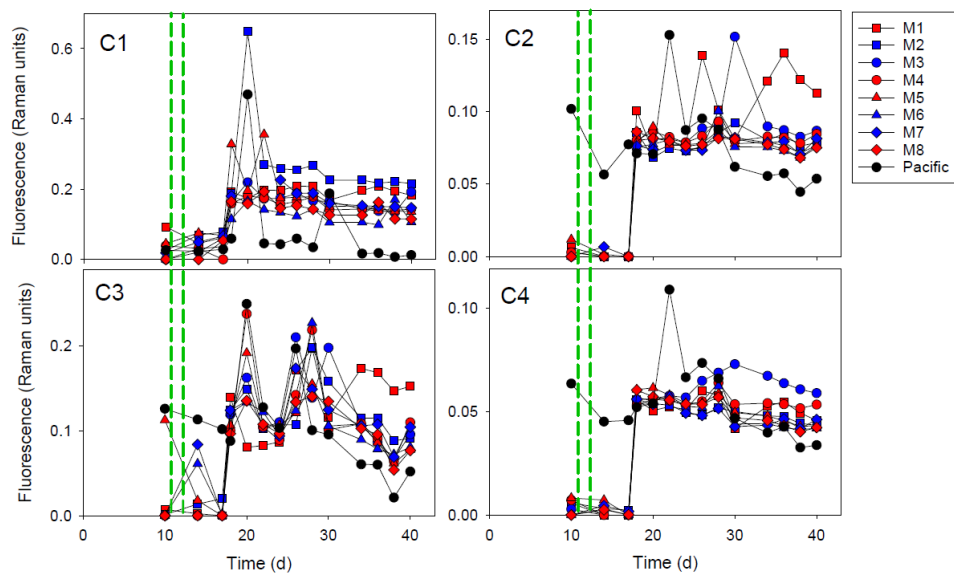 C1
C2
C3
C4
Fluorescence (Raman units)
0.6
0.4
0.2
0.0
0.15
0.10
0.05
0.00
M1
M2
M3
M4
M5
M6
M7
M8
Pacific
Fluorescence (Raman units)
0.2
0.1
0.0
0.10
0.05
0.00
0
10
20
30
40
0
10
20
30
40
Time (d)
Time (d)